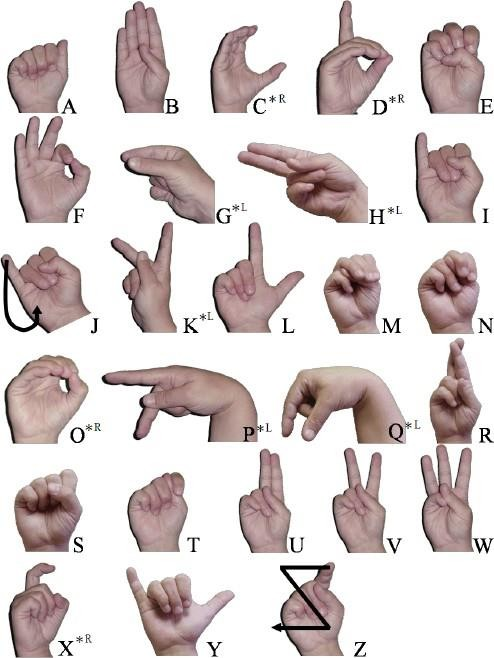 A B C*R D*R E
F G*L H*L I
J K*L L M N
O*R P*L Q*L R
S T U V W
X*R Y Z